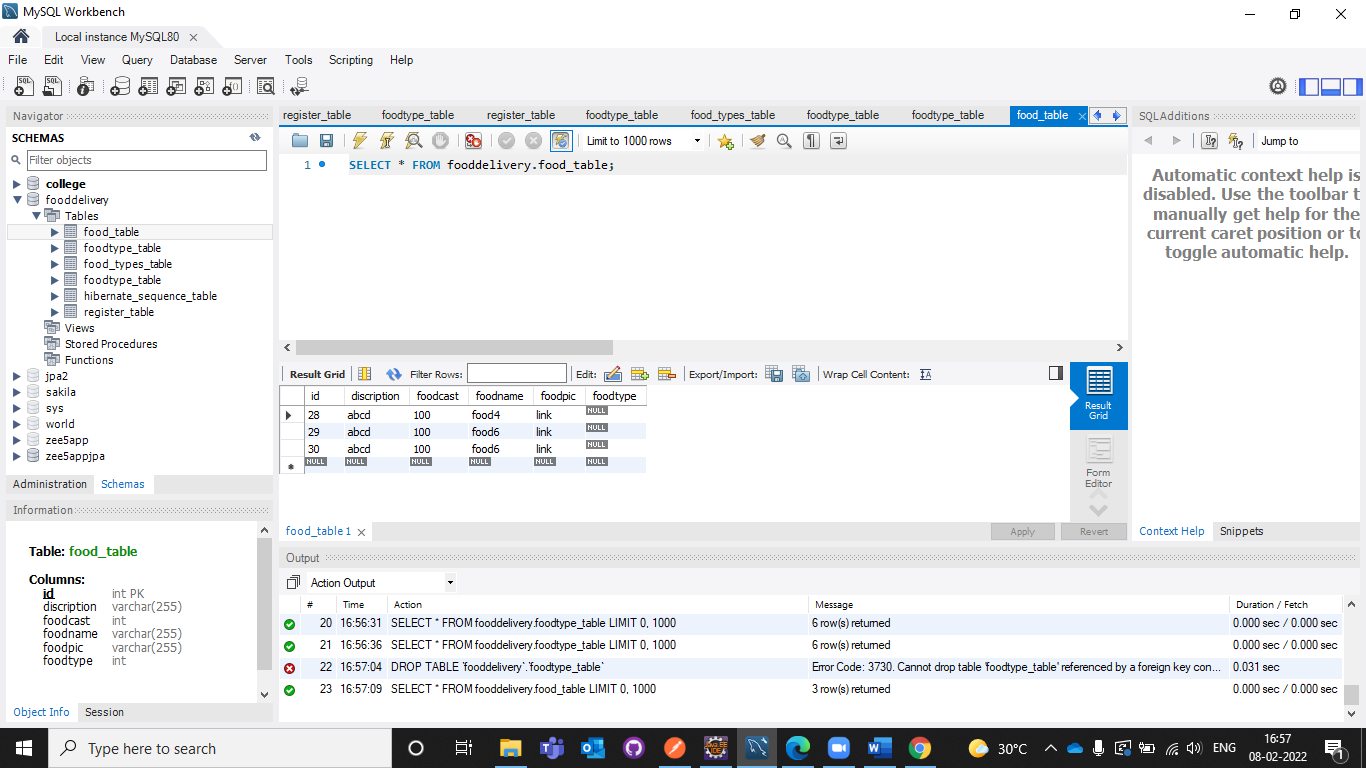 MySQL Workbench
Local instance MySQL80
File Edit View Query Database Server Tools Scripting Help
Navigator
SCHEMAS
Filter objects
college
fooddelivery
Tables
food_table
foodtype_table
food_types_table
foodtype_table
hibernate_sequence_table
register_table
Views
Stored Procedures
Functions
jpa2
sakila
sys
world
zee5app
zee5appjpa
Administration Schemas
Information
Table: food_table
Columns:
id int PK
discription varchar(255)
foodcast int
foodname varchar(255)
foodpic varchar(255)
foodtype int
Object Info Session
register_table foodtype_table register_table foodtype_table food_types_table foodtype_table foodtype_table food_table
Limit to 1000 rows
1 SELECT * FROM fooddelivery.food_table;
Result Grid Filter Rows: Edit: Export/Import: Wrap Cell Content:
id discription foodcast foodname foodpic foodtype
28 abcd 100 food4 link NULL
29 abcd 100 food6 link NULL
30 abcd 100 food6 link NULL
NULL NULL NULL NULL NULL NULL
Result
Grid
Form
Editor
food_table 1
Apply Revert
SQLAdditions
Jump to
Automatic context help is
disabled. Use the toolbar t
manually get help for the
current caret position or to
toggle automatic help.
Context Help Snippets
Output
Action Output
# Time Action Message Duration / Fetch
20 16:56:31 SELECT * FROM fooddelivery.foodtype_table LIMIT 0, 1000 6 row(s) returned 0.000 sec / 0.000 sec
21 16:56:36 SELECT * FROM fooddelivery.foodtype_table LIMIT 0, 1000 6 row(s) returned 0.000 sec / 0.000 sec
22 16:57:04 DROP TABLE `fooddelivery`.`foodtype_table` Error Code: 3730. Cannot drop table 'foodtype_table' referenced by a foreign key con... 0.031 sec
23 16:57:09 SELECT * FROM fooddelivery.food_table LIMIT 0, 1000 3 row(s) returned 0.000 sec / 0.000 sec
Type here to search
30°C
ENG
16:57
08-02-2022
1